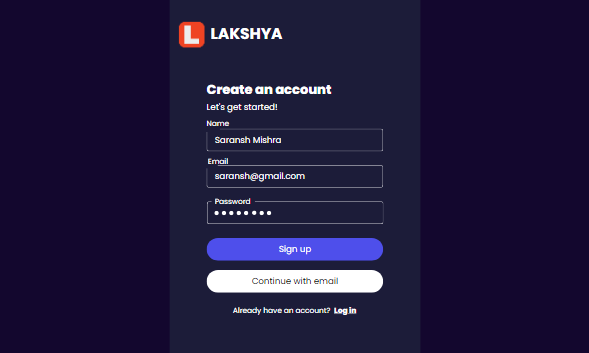 L LAKSHYA
Create an account
Let's get started!
Name
Saransh Mishra
Email
saransh@gmail.com
Password
Sign up
Continue with email
Already have an account? Log in